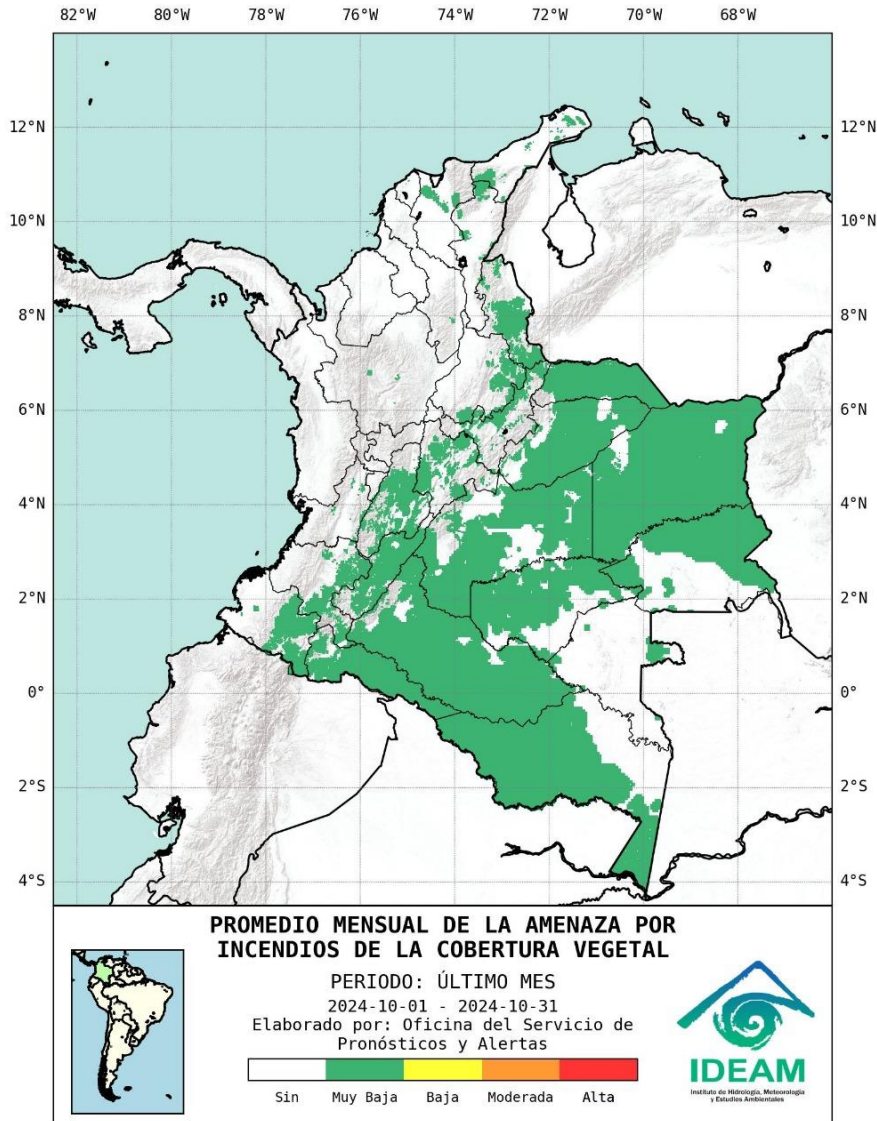 82°W 80°W 78°W 76°W 74°W 72°W 70°W 68°W
12°N 12°N
10°N 10°N
8°N 8°N
6°N 6°N
4°N 4°N
2°N 2°N
0° 0°
2°S 2°S
4°S 4°S
PROMEDIO MENSUAL DE LA AMENAZA POR
INCENDIOS DE LA COBERTURA VEGETAL
PERIODO: ÚLTIMO MES
2024-10-01 - 2024-10-31
Elaborado por: Oficina del Servicio de
Pronósticos y Alertas
Sin Muy Baja Baja Moderada Alta
IDEAM
Instituto de Hidrología, Meteorología
y Estudios Ambientales